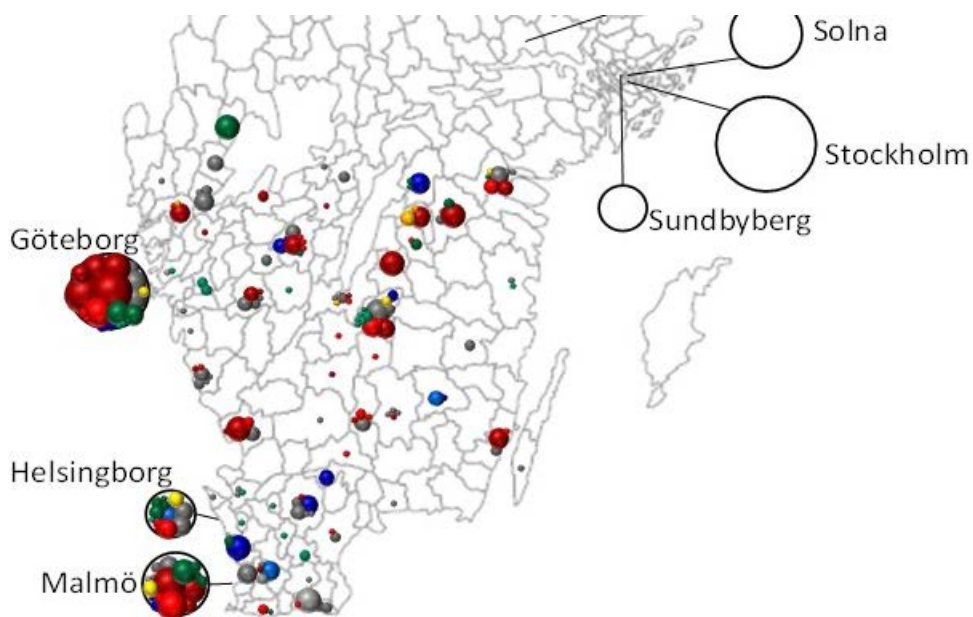 Solna
Stockholm
Sundbyberg
Göteborg
Helsingborg
Malmö